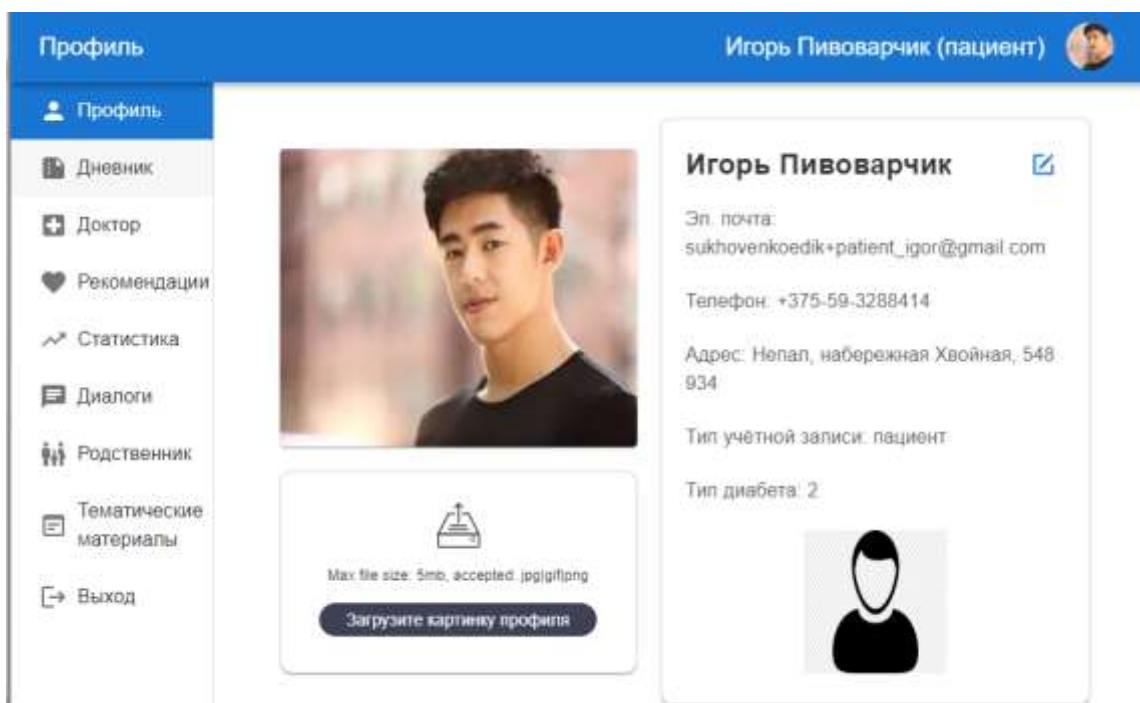 Профиль
Игорь Пивоварчик (пациент)
Профиль
Дневник
Доктор
Рекомендации
Статистика
Диалоги
Родственник
Тематические
материалы
Выход
Max file size: 5mb, accepted: jpg|gif|png
Загрузите картинку профиля
Игорь Пивоварчик
Эл. почта:
sukhovenkoedik+patient_igor@gmail.com
Телефон: +375-59-3288414
Адрес: Непал, набережная Хвойная, 548
934
Тип учётной записи: пациент
Тип диабета: 2